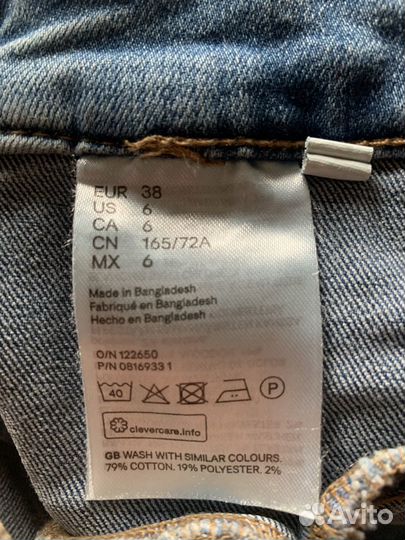 EUR 38
US 6
CA 6
CN 165/72A
MX 6
Made in Bangladesh
Fabriqué en Bangladesh
Hecho en Bangladesh
O/N 122650
P/N 0816933 1
40 P
clevercare.info
GB WASH WITH SIMILAR COLOURS.
79% COTTON. 19% POLYESTER. 2%
Avito